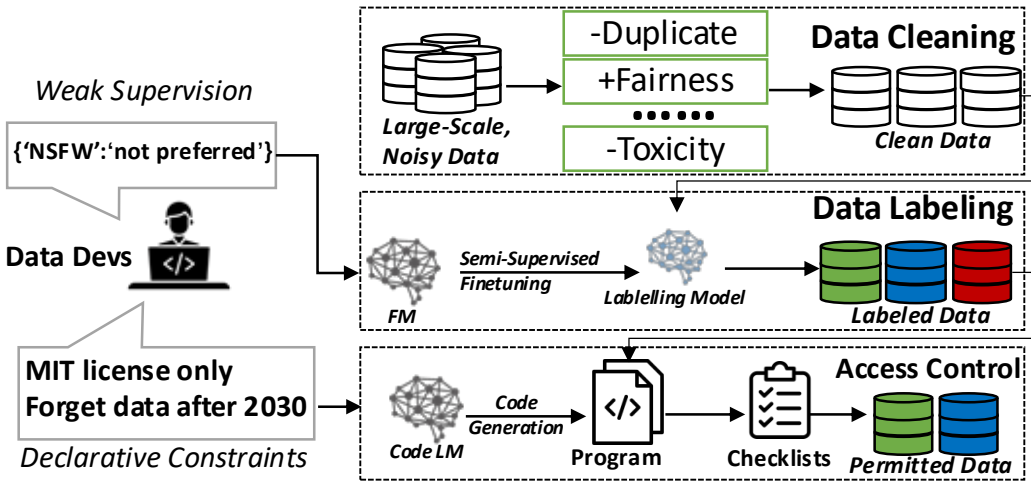 Weak Supervision
{‘NSFW’:‘not preferred’}
Data Devs
</>
MIT license only
Forget data after 2030
Declarative Constraints
Data Cleaning
Large-Scale,
Noisy Data
-Duplicate
+Fairness
......
-Toxicity
Clean Data
Data Labeling
FM
Semi-Supervised
Finetuning
Lablelling Model
Labeled Data
Access Control
Code LM
Code
Generation
</>
Program
Checklists
Permitted Data